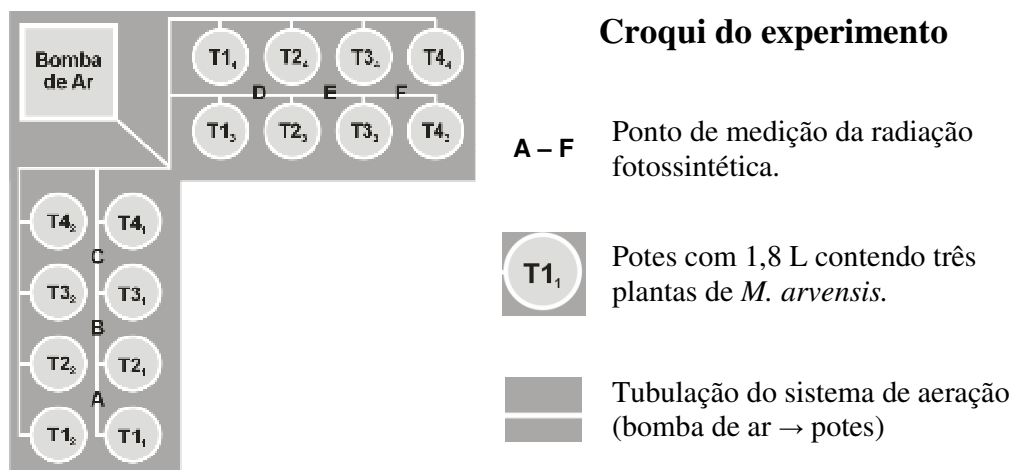 Croqui do experimento
Bomba
de Ar
T1₄ T2₄ T3₄ T4₄
D E F
T1₃ T2₃ T3₃ T4₃
T4₂ T4₁
C
T3₂ T3₁
B
T2₂ T2₁
A
T1₂ T1₁
A – F
Ponto de medição da radiação
fotossintética.
T1₁
Potes com 1,8 L contendo três
plantas de M. arvensis.
Tubulação do sistema de aeração
(bomba de ar → potes)